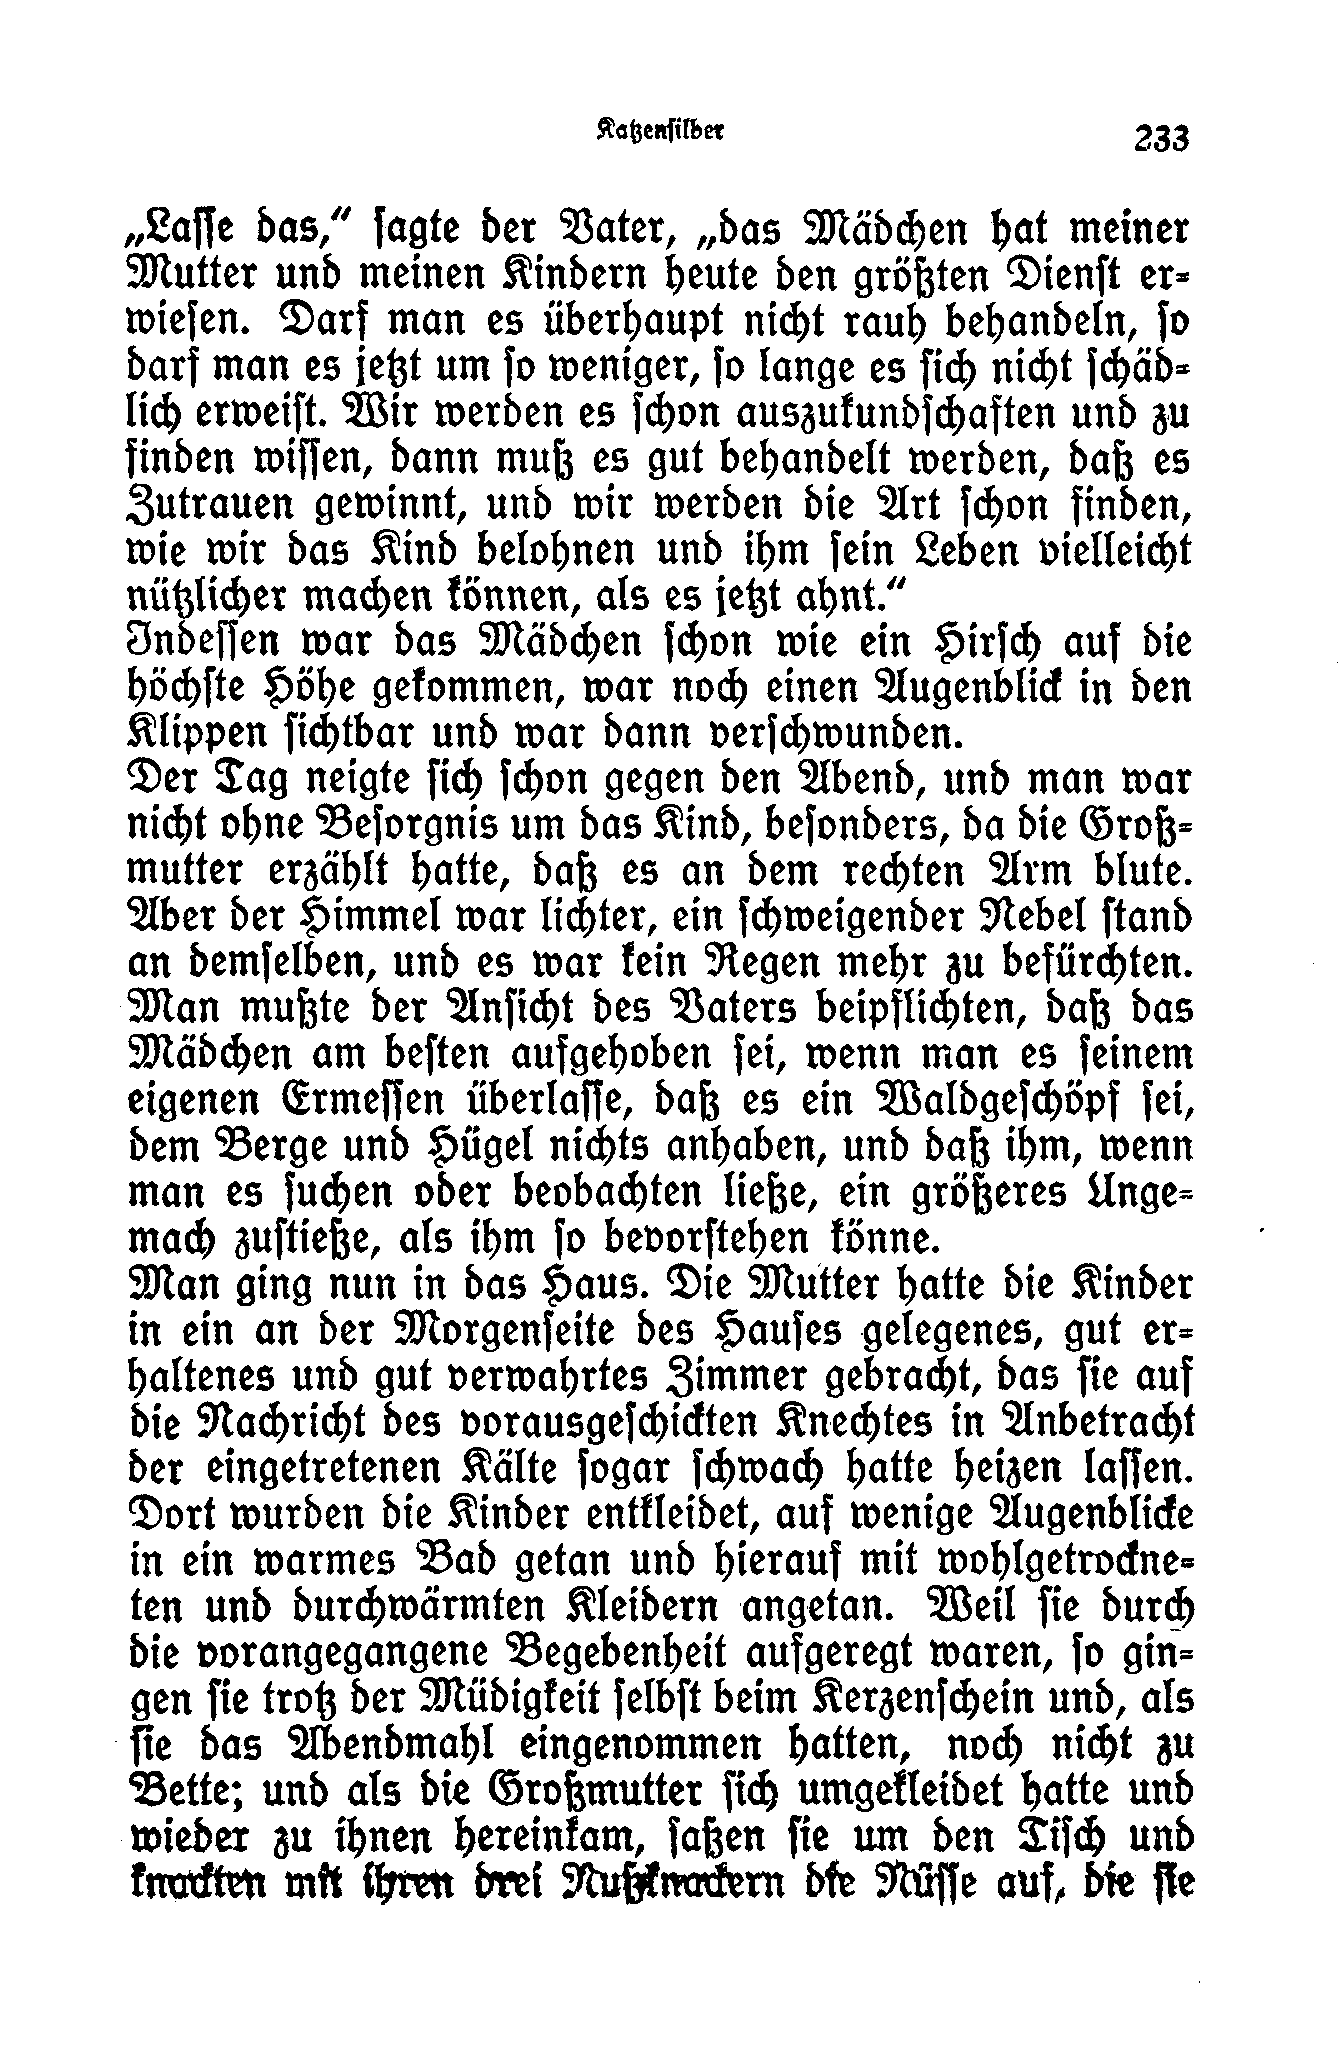 Katzensilber
233
„Lasse das,“ sagte der Vater, „das Mädchen hat meiner
Mutter und meinen Kindern heute den größten Dienst er-
wiesen. Darf man es überhaupt nicht rauh behandeln, so
darf man es jetzt um so weniger, so lange es sich nicht schäd-
lich erweist. Wir werden es schon auszukundschaften und zu
finden wissen, dann muß es gut behandelt werden, daß es
Zutrauen gewinnt, und wir werden die Art schon finden,
wie wir das Kind belohnen und ihm sein Leben vielleicht
nützlicher machen können, als es jetzt ahnt.“
Indessen war das Mädchen schon wie ein Hirsch auf die
höchste Höhe gekommen, war noch einen Augenblick in den
Klippen sichtbar und war dann verschwunden.
Der Tag neigte sich schon gegen den Abend, und man war
nicht ohne Besorgnis um das Kind, besonders, da die Groß-
mutter erzählt hatte, daß es an dem rechten Arm blute.
Aber der Himmel war lichter, ein schweigender Nebel stand
an demselben, und es war kein Regen mehr zu befürchten.
Man mußte der Ansicht des Vaters beipflichten, daß das
Mädchen am besten aufgehoben sei, wenn man es seinem
eigenen Ermessen überlasse, daß es ein Waldgeschöpf sei,
dem Berge und Hügel nichts anhaben, und daß ihm, wenn
man es suchen oder beobachten ließe, ein größeres Unge-
mach zustieße, als ihm so bevorstehen könne.
Man ging nun in das Haus. Die Mutter hatte die Kinder
in ein an der Morgenseite des Hauses gelegenes, gut er-
haltenes und gut verwahrtes Zimmer gebracht, das sie auf
die Nachricht des vorausgeschickten Knechtes in Anbetracht
der eingetretenen Kälte sogar schwach hatte heizen lassen.
Dort wurden die Kinder entkleidet, auf wenige Augenblicke
in ein warmes Bad getan und hierauf mit wohlgetrockne-
ten und durchwärmten Kleidern angetan. Weil sie durch
die vorangegangene Begebenheit aufgeregt waren, so gin-
gen sie trotz der Müdigkeit selbst beim Kerzenschein und, als
sie das Abendmahl eingenommen hatten, noch nicht zu
Bette; und als die Großmutter sich umgekleidet hatte und
wieder zu ihnen hereinkam, saßen sie um den Tisch und
knackten mit ihren drei Nußknackern die Nüsse auf, die sie